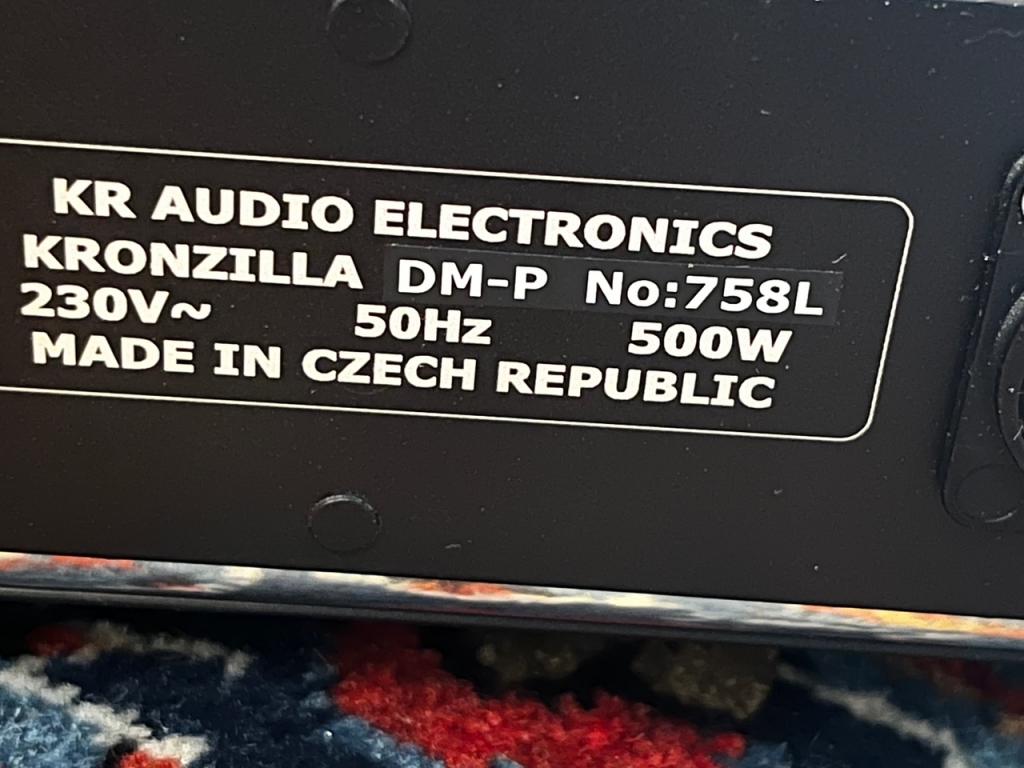 KR AUDIO ELECTRONICS
KRONZILLA DM-P No:758L
230V~ 50Hz 500W
MADE IN CZECH REPUBLIC